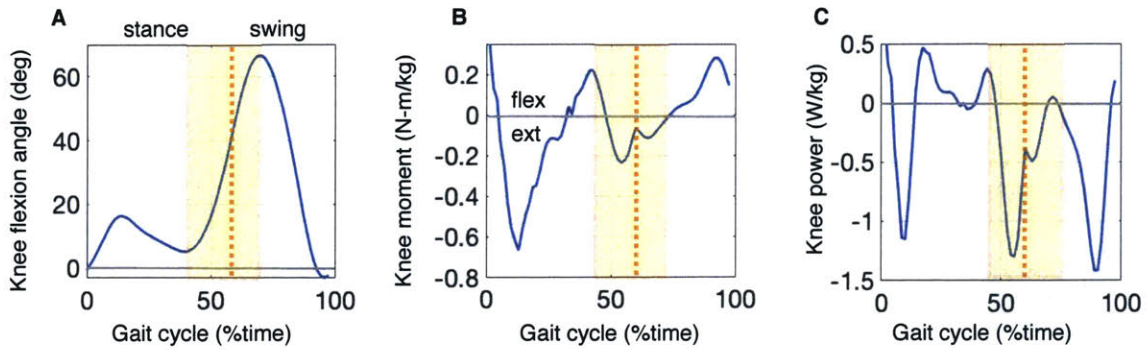 A
stance
swing
Knee flexion angle (deg)
60
40
20
0
0
50
100
Gait cycle (%time)
B
Knee moment (N-m/kg)
0.2
0
-0.2
-0.4
-0.6
-0.8
flex
ext
0
50
100
Gait cycle (%time)
C
Knee power (W/kg)
0.5
0
-0.5
-1
-1.5
0
50
100
Gait cycle (%time)